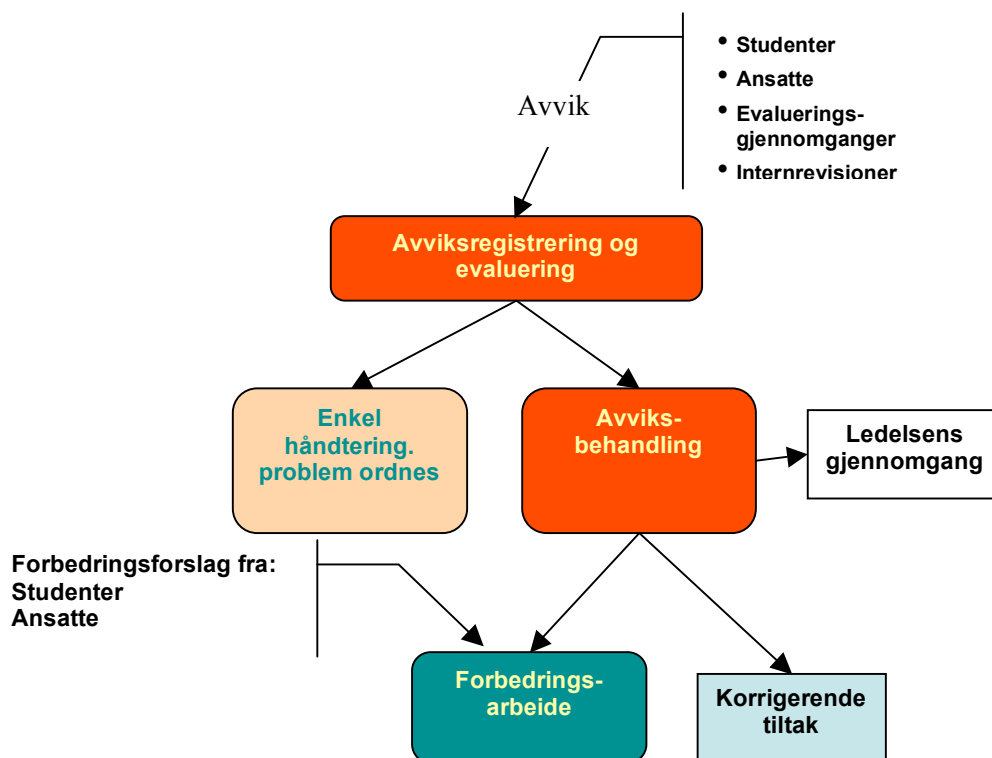 • Studenter
• Ansatte
• Evaluerings-
gjennomganger
• Internrevisioner
Avvik
Avviksregistrering og
evaluering
Enkel
håndtering.
problem ordnes
Avviks-
behandling
Ledelsens
gjennomgang
Forbedringsforslag fra:
Studenter
Ansatte
Forbedrings-
arbeide
Korrigerende
tiltak